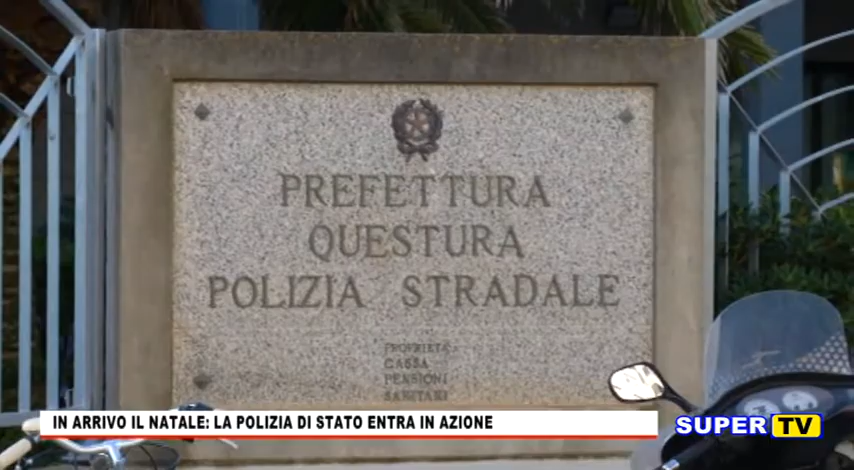 PREFETTURA
QUESTURA
POLIZIA STRADALE
PROPRIETÀ
CASSA
PENSIONI
SANITARI
IN ARRIVO IL NATALE: LA POLIZIA DI STATO ENTRA IN AZIONE
SUPER TV